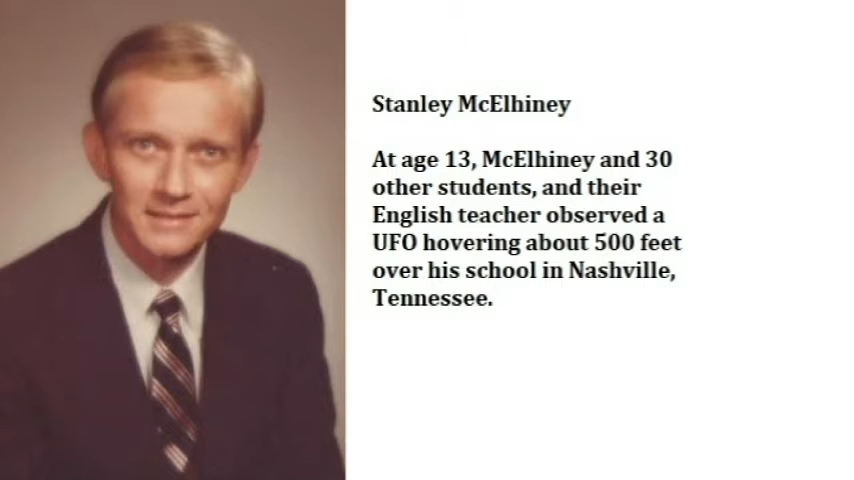 Stanley McElhiney
At age 13, McElhiney and 30
other students, and their
English teacher observed a
UFO hovering about 500 feet
over his school in Nashville,
Tennessee.